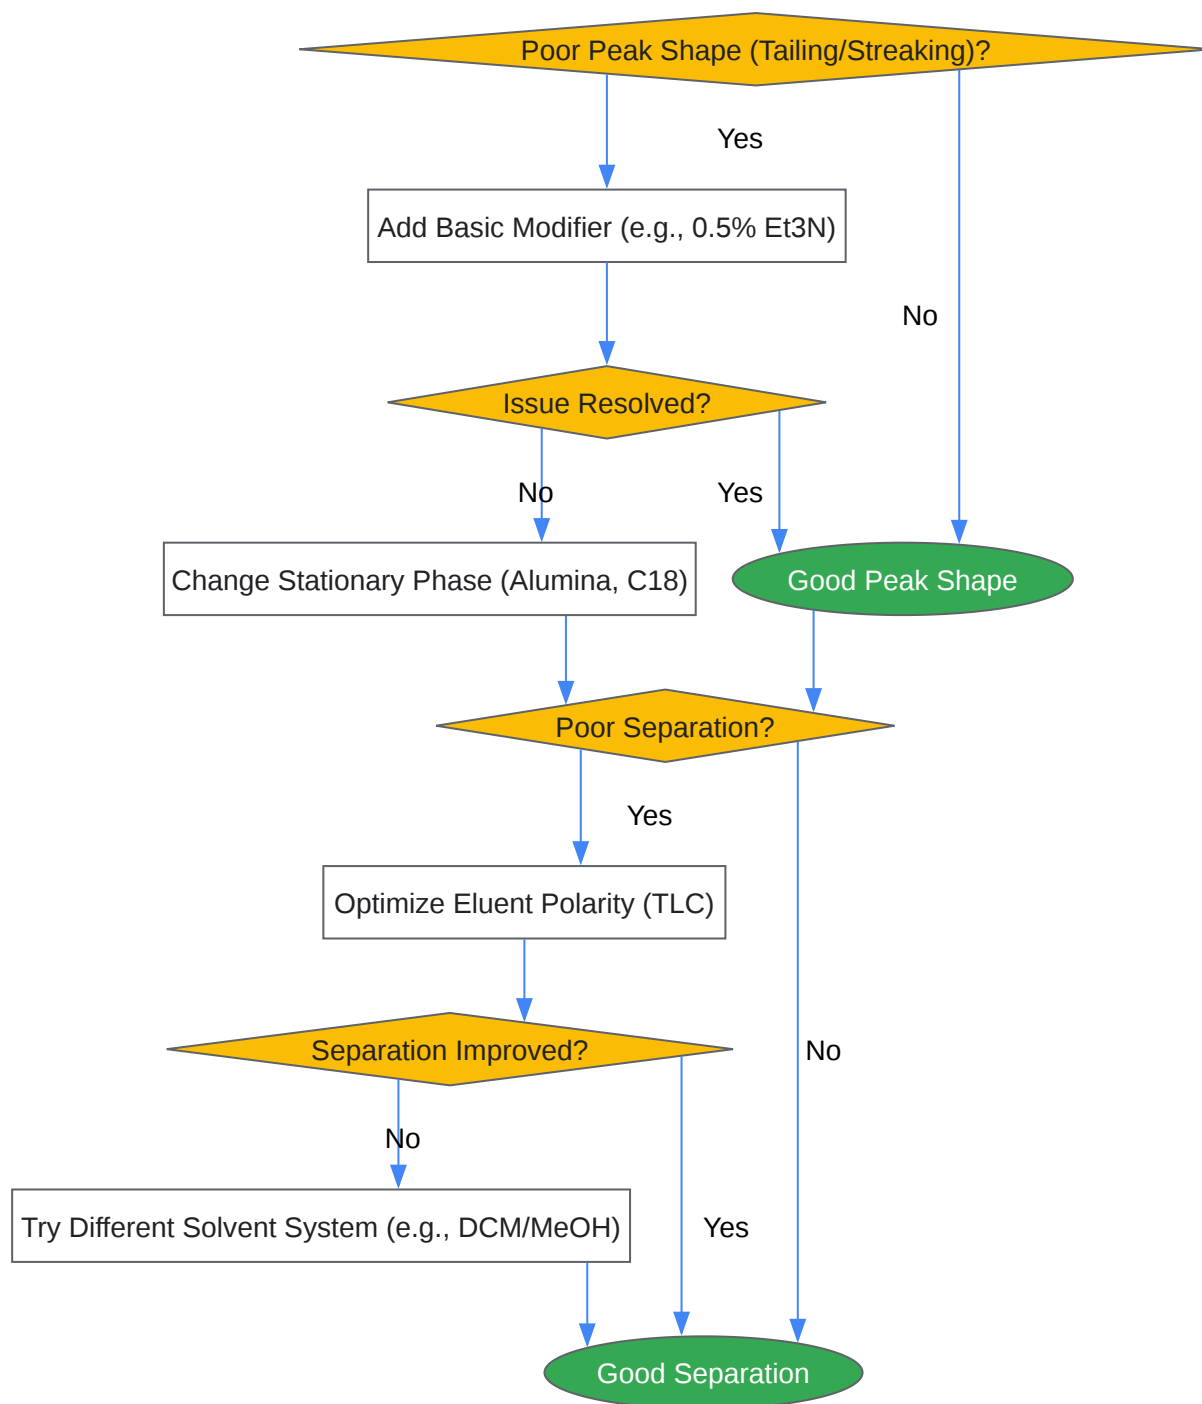 Poor Peak Shape (Tailing/Streaking)?
Yes
Add Basic Modifier (e.g., 0.5% Et3N)
No
Issue Resolved?
No
Yes
Change Stationary Phase (Alumina, C18)
Good Peak Shape
Poor Separation?
Yes
Optimize Eluent Polarity (TLC)
Separation Improved?
No
No
Try Different Solvent System (e.g., DCM/MeOH)
Yes
Good Separation